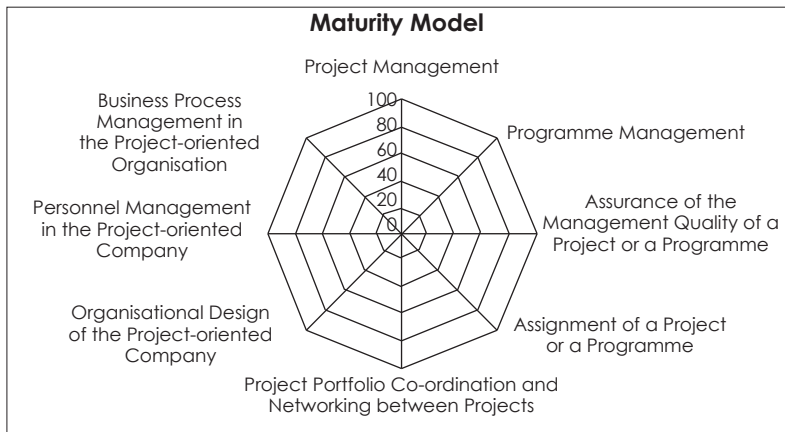 Maturity Model
Project Management
100
80
60
40
20
0
Programme Management
Assurance of the
Management Quality of a
Project or a Programme
Assignment of a Project
or a Programme
Project Portfolio Co-ordination and
Networking between Projects
Organisational Design
of the Project-oriented
Company
Personnel Management
in the Project-oriented
Company
Business Process
Management in
the Project-oriented
Organisation